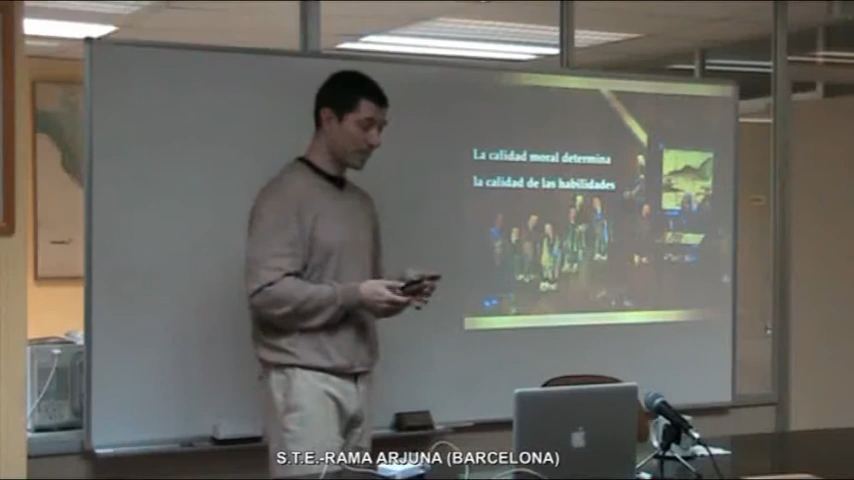 La calidad moral determina
la calidad de las habilidades
S.T.E.-RAMA ARJUNA (BARCELONA)